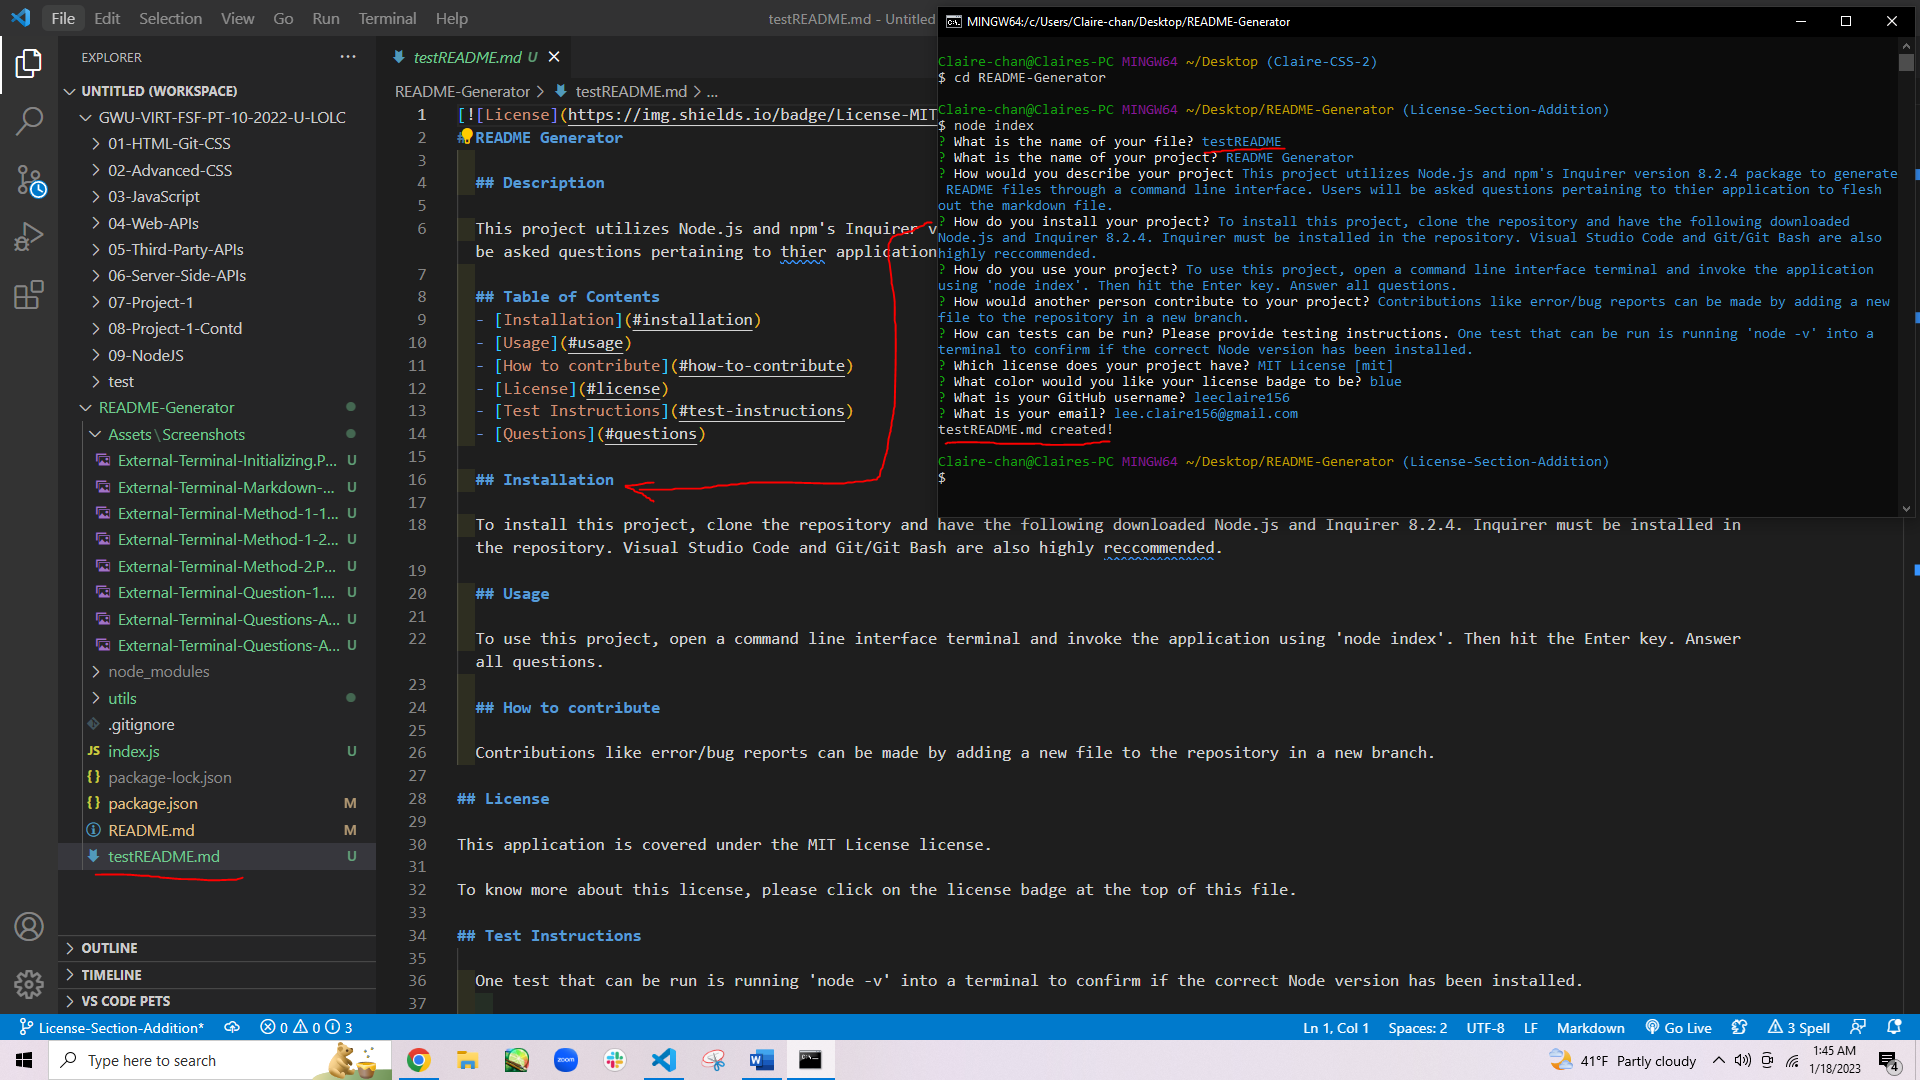 File Edit Selection View Go Run Terminal Help
testREADME.md - Untitled
EXPLORER
UNTITLED (WORKSPACE)
GWU-VIRT-FSF-PT-10-2022-U-LOLC
01-HTML-Git-CSS
02-Advanced-CSS
03-JavaScript
04-Web-APIs
05-Third-Party-APIs
06-Server-Side-APIs
07-Project-1
08-Project-1-Contd
09-NodeJS
test
README-Generator
Assets\Screenshots
External-Terminal-Initializing.P... U
External-Terminal-Markdown-... U
External-Terminal-Method-1-1... U
External-Terminal-Method-1-2... U
External-Terminal-Method-2.P... U
External-Terminal-Question-1.... U
External-Terminal-Questions-A... U
External-Terminal-Questions-A... U
node_modules
utils
.gitignore
JS index.js U
{} package-lock.json
{} package.json M
README.md M
testREADME.md U
OUTLINE
TIMELINE
VS CODE PETS
testREADME.md U
README-Generator > testREADME.md > ...
1 [![License](https://img.shields.io/badge/License-MIT
2 # README Generator
3
4 ## Description
5
6 This project utilizes Node.js and npm's Inquirer v
be asked questions pertaining to thier application
7
8 ## Table of Contents
9 - [Installation](#installation)
10 - [Usage](#usage)
11 - [How to contribute](#how-to-contribute)
12 - [License](#license)
13 - [Test Instructions](#test-instructions)
14 - [Questions](#questions)
15
16 ## Installation
17
18 To install this project, clone the repository and have the following downloaded Node.js and Inquirer 8.2.4. Inquirer must be installed in
the repository. Visual Studio Code and Git/Git Bash are also highly reccommended.
19
20 ## Usage
21
22 To use this project, open a command line interface terminal and invoke the application using 'node index'. Then hit the Enter key. Answer
all questions.
23
24 ## How to contribute
25
26 Contributions like error/bug reports can be made by adding a new file to the repository in a new branch.
27
28 ## License
29
30 This application is covered under the MIT License license.
31
32 To know more about this license, please click on the license badge at the top of this file.
33
34 ## Test Instructions
35
36 One test that can be run is running 'node -v' into a terminal to confirm if the correct Node version has been installed.
37
MINGW64:/c/Users/Claire-chan/Desktop/README-Generator
Claire-chan@Claires-PC MINGW64 ~/Desktop (Claire-CSS-2)
$ cd README-Generator
Claire-chan@Claires-PC MINGW64 ~/Desktop/README-Generator (License-Section-Addition)
$ node index
? What is the name of your file? testREADME
? What is the name of your project? README Generator
? How would you describe your project This project utilizes Node.js and npm's Inquirer version 8.2.4 package to generate
README files through a command line interface. Users will be asked questions pertaining to thier application to flesh
out the markdown file.
? How do you install your project? To install this project, clone the repository and have the following downloaded
Node.js and Inquirer 8.2.4. Inquirer must be installed in the repository. Visual Studio Code and Git/Git Bash are also
highly reccommended.
? How do you use your project? To use this project, open a command line interface terminal and invoke the application
using 'node index'. Then hit the Enter key. Answer all questions.
? How would another person contribute to your project? Contributions like error/bug reports can be made by adding a new
file to the repository in a new branch.
? How can tests can be run? Please provide testing instructions. One test that can be run is running 'node -v' into a
terminal to confirm if the correct Node version has been installed.
? Which license does your project have? MIT License [mit]
? What color would you like your license badge to be? blue
? What is your GitHub username? leeclaire156
? What is your email? lee.claire156@gmail.com
testREADME.md created!
Claire-chan@Claires-PC MINGW64 ~/Desktop/README-Generator (License-Section-Addition)
$
License-Section-Addition* 0 0 3
Ln 1, Col 1 Spaces: 2 UTF-8 LF Markdown Go Live 3 Spell
Type here to search
zoom
41°F Partly cloudy
1:45 AM
1/18/2023
4